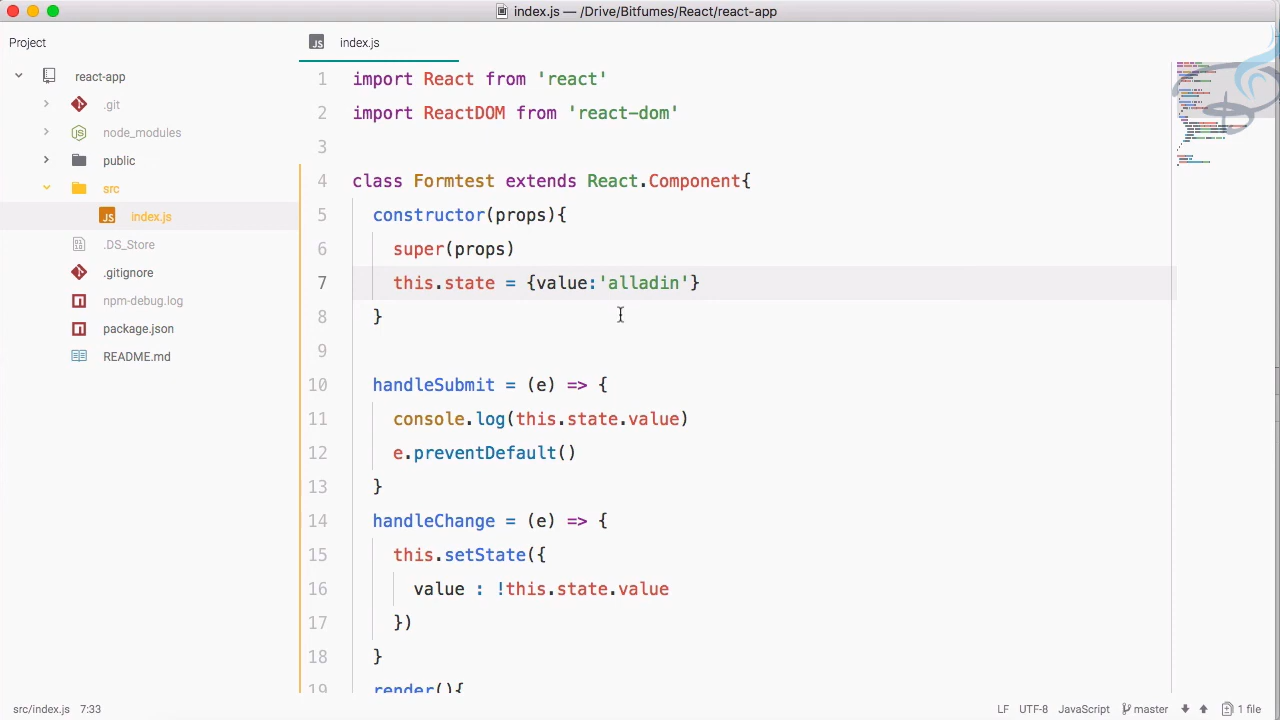 index.js — /Drive/Bitfumes/React/react-app
Project
index.js
react-app
.git
node_modules
public
src
index.js
.DS_Store
.gitignore
npm-debug.log
package.json
README.md
1 import React from 'react'
2 import ReactDOM from 'react-dom'
3
4 class Formtest extends React.Component{
5 constructor(props){
6 super(props)
7 this.state = {value:'alladin'}
8 }
9
10 handleSubmit = (e) => {
11 console.log(this.state.value)
12 e.preventDefault()
13 }
14 handleChange = (e) => {
15 this.setState({
16 value : !this.state.value
17 })
18 }
19 render(){
src/index.js 7:33
LF UTF-8 JavaScript master 1 file